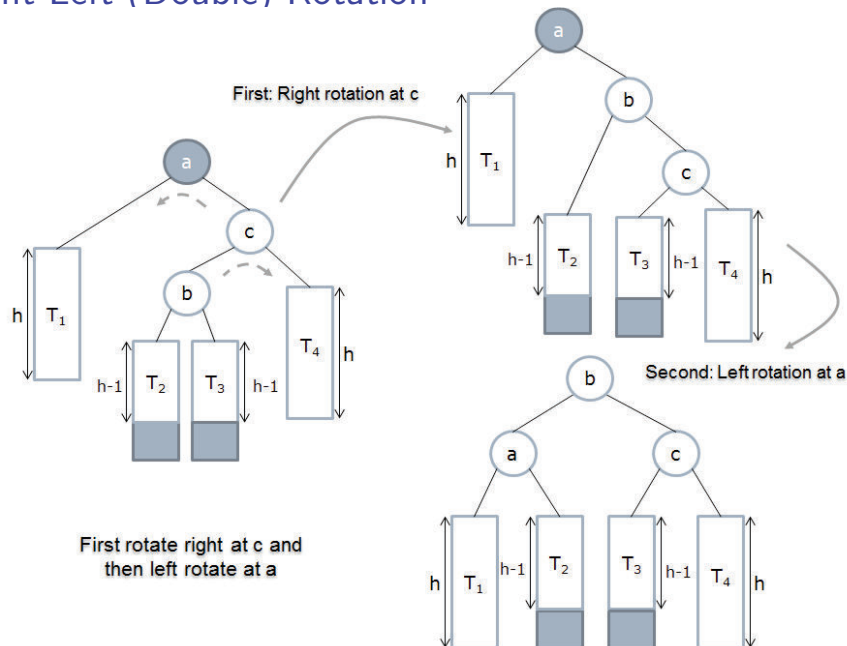 Left (Double) Rotation
First: Right rotation at c
a
c
b
h
T1
h-1
T2
T3
h-1
T4
h
First rotate right at c and
then left rotate at a
a
b
c
h
T1
h-1
T2
T3
h-1
T4
h
Second: Left rotation at a
b
a
c
h
T1
h-1
T2
T3
h-1
T4
h